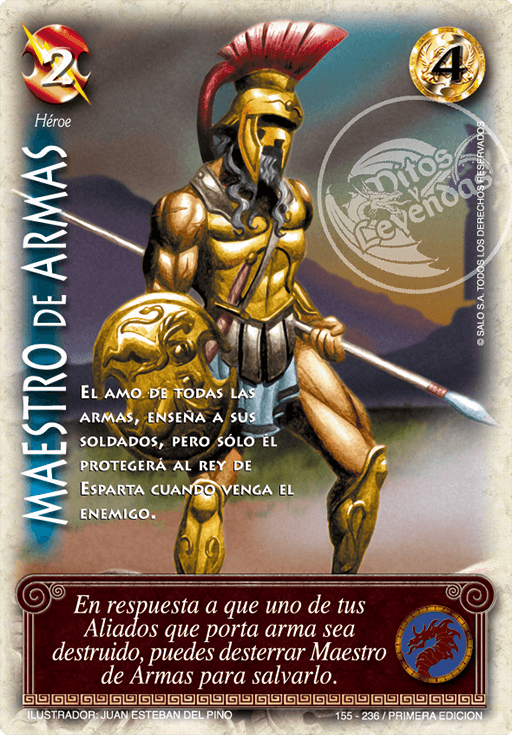 2
4
Héroe
MAESTRO DE ARMAS
Mitos
y
Leyendas
© SALO S.A. TODOS LOS DERECHOS RESERVADOS
EL AMO DE TODAS LAS
ARMAS, ENSEÑA A SUS
SOLDADOS, PERO SÓLO ÉL
PROTEGERÁ AL REY DE
ESPARTA CUANDO VENGA EL
ENEMIGO.
En respuesta a que uno de tus
Aliados que porta arma sea
destruido, puedes desterrar Maestro
de Armas para salvarlo.
ILUSTRADOR: JUAN ESTEBAN DEL PINO
155 - 236 / PRIMERA EDICION